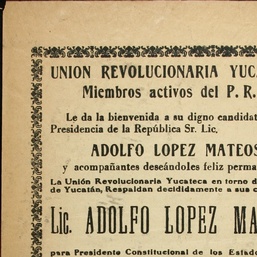 UNION REVOLUCIONARIA YUCA
Miembros activos del P. R.
Le da la bienvenida a su digno candidat
Presidencia de la República Sr. Lic.
ADOLFO LOPEZ MATEOS
y acompañantes deseándoles feliz perma
La Unión Revolucionaria Yucateca en torno d
de Yucatán, Respaldan decididamente a sus c
Lic. ADOLFO LOPEZ MA
para Presidente Constitucional de los Estado